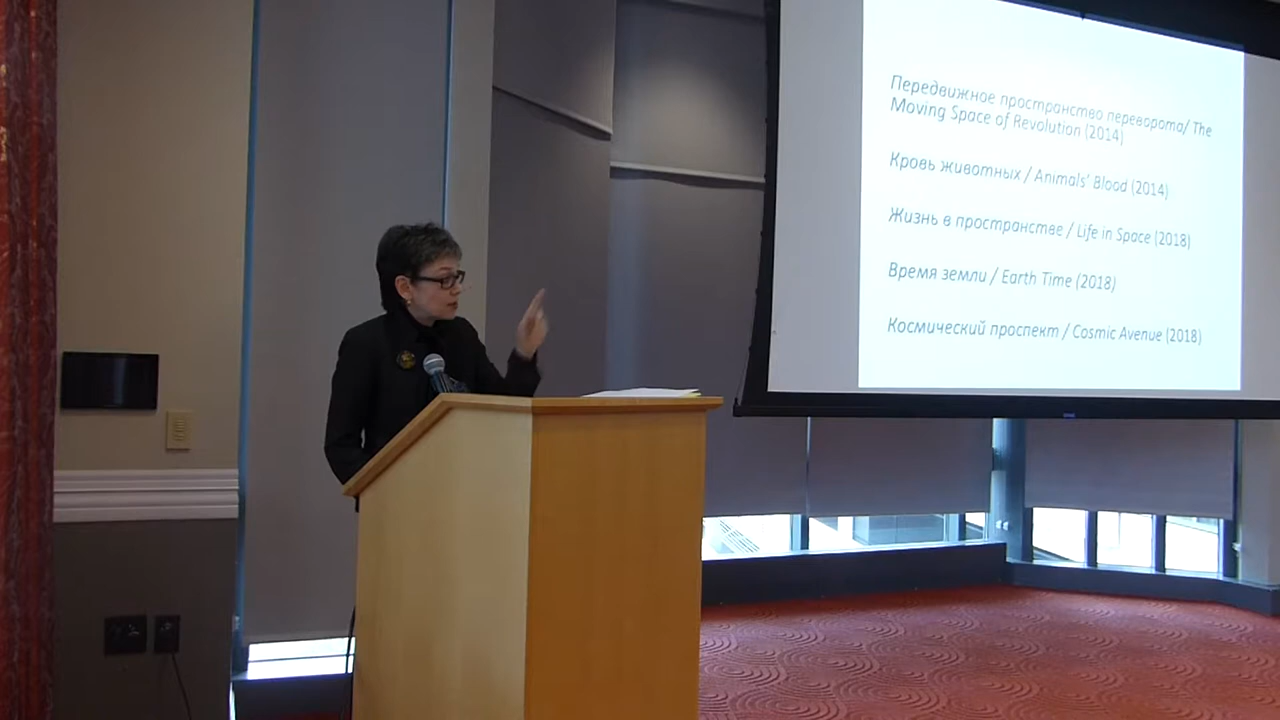 Передвижное пространство переворота/ The
Moving Space of Revolution (2014)
Кровь животных / Animals' Blood (2014)
Жизнь в пространстве / Life in Space (2018)
Время земли / Earth Time (2018)
Космический проспект / Cosmic Avenue (2018)